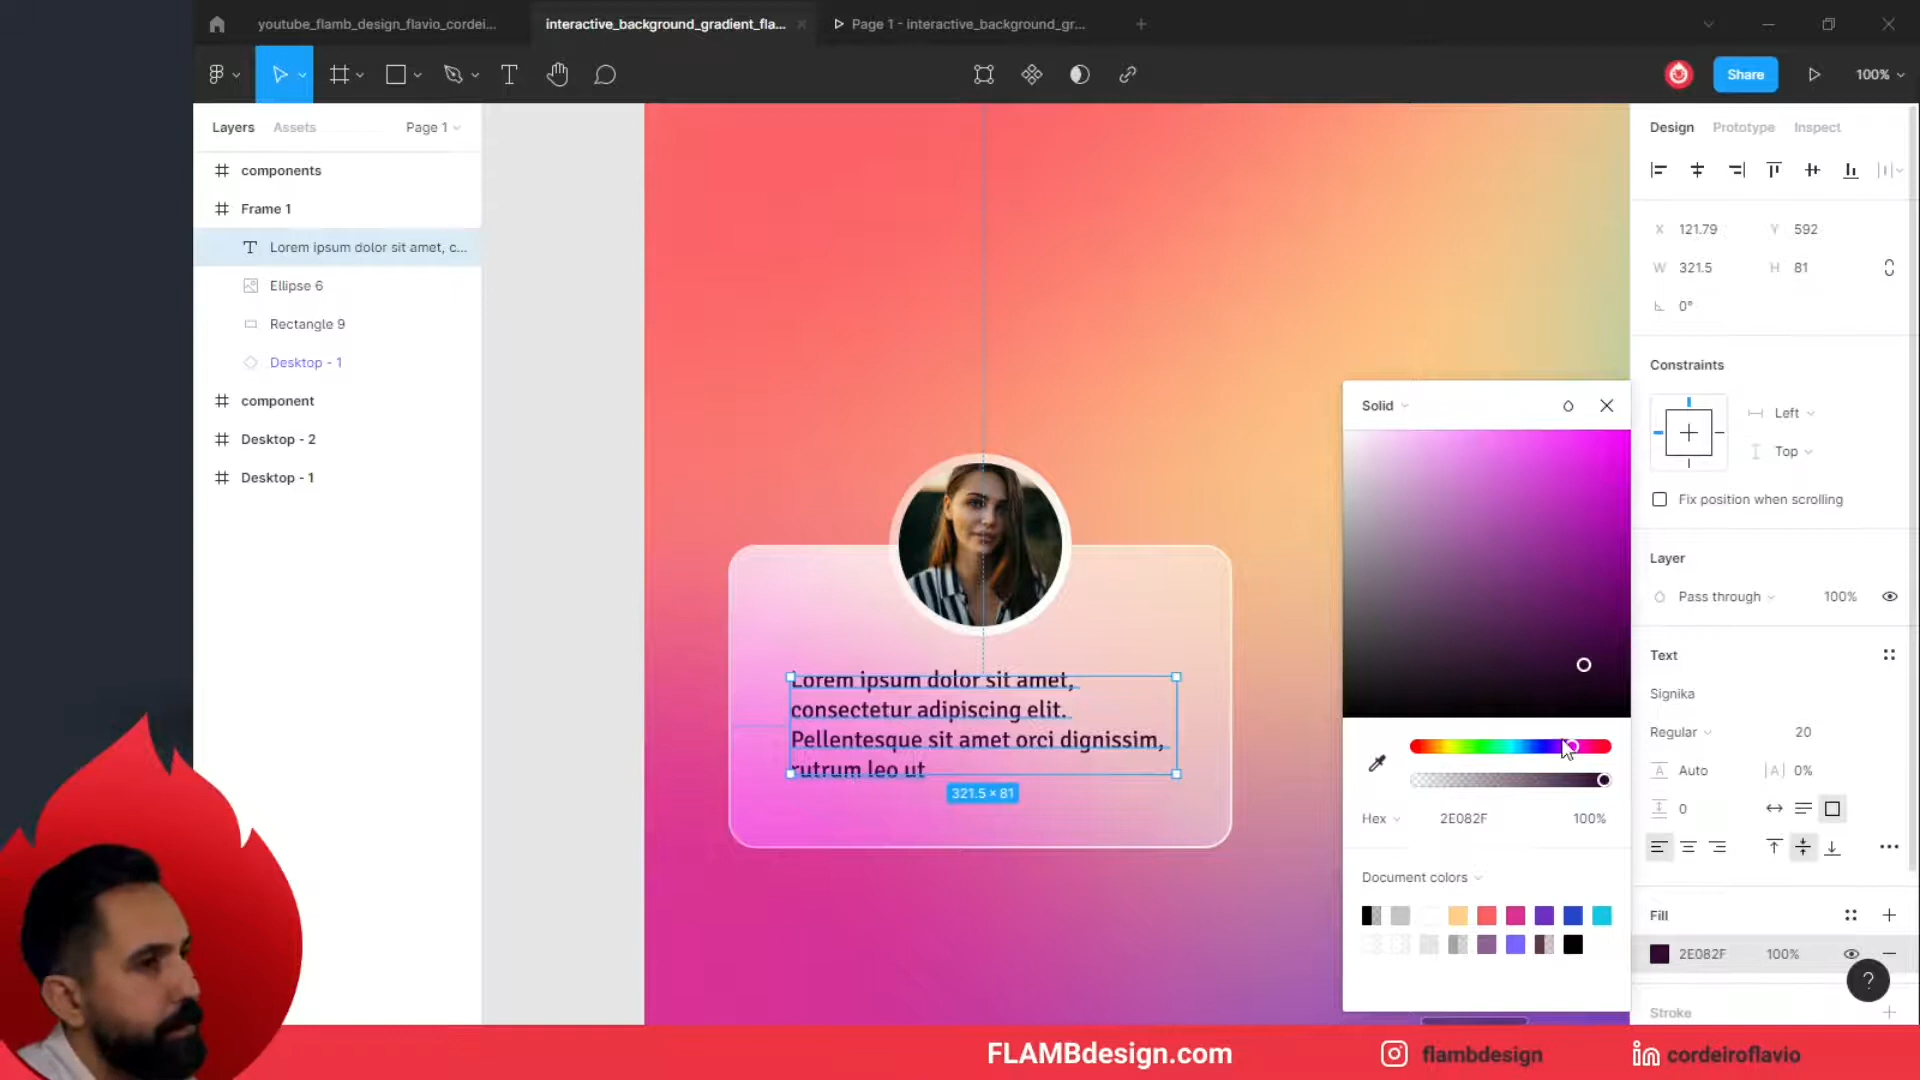 youtube_flamb_design_flavio_cordei...
interactive_background_gradient_fla...
Page 1 - interactive_background_gr...
Share
100%
Layers
Assets
Page 1
components
Frame 1
Lorem ipsum dolor sit amet, c...
Ellipse 6
Rectangle 9
Desktop - 1
component
Desktop - 2
Desktop - 1
Lorem ipsum dolor sit amet,
consectetur adipiscing elit.
Pellentesque sit amet orci dignissim,
rutrum leo ut
321.5 × 81
Solid
Hex
2E082F
100%
Document colors
Design
Prototype
Inspect
X 121.79 Y 592
W 321.5 H 81
0°
Constraints
Left
Top
Fix position when scrolling
Layer
Pass through 100%
Text
Signika
Regular 20
A Auto |A| 0%
0
Fill
2E082F 100%
?
Stroke
FLAMBdesign.com
flambdesign
in cordeiroflavio